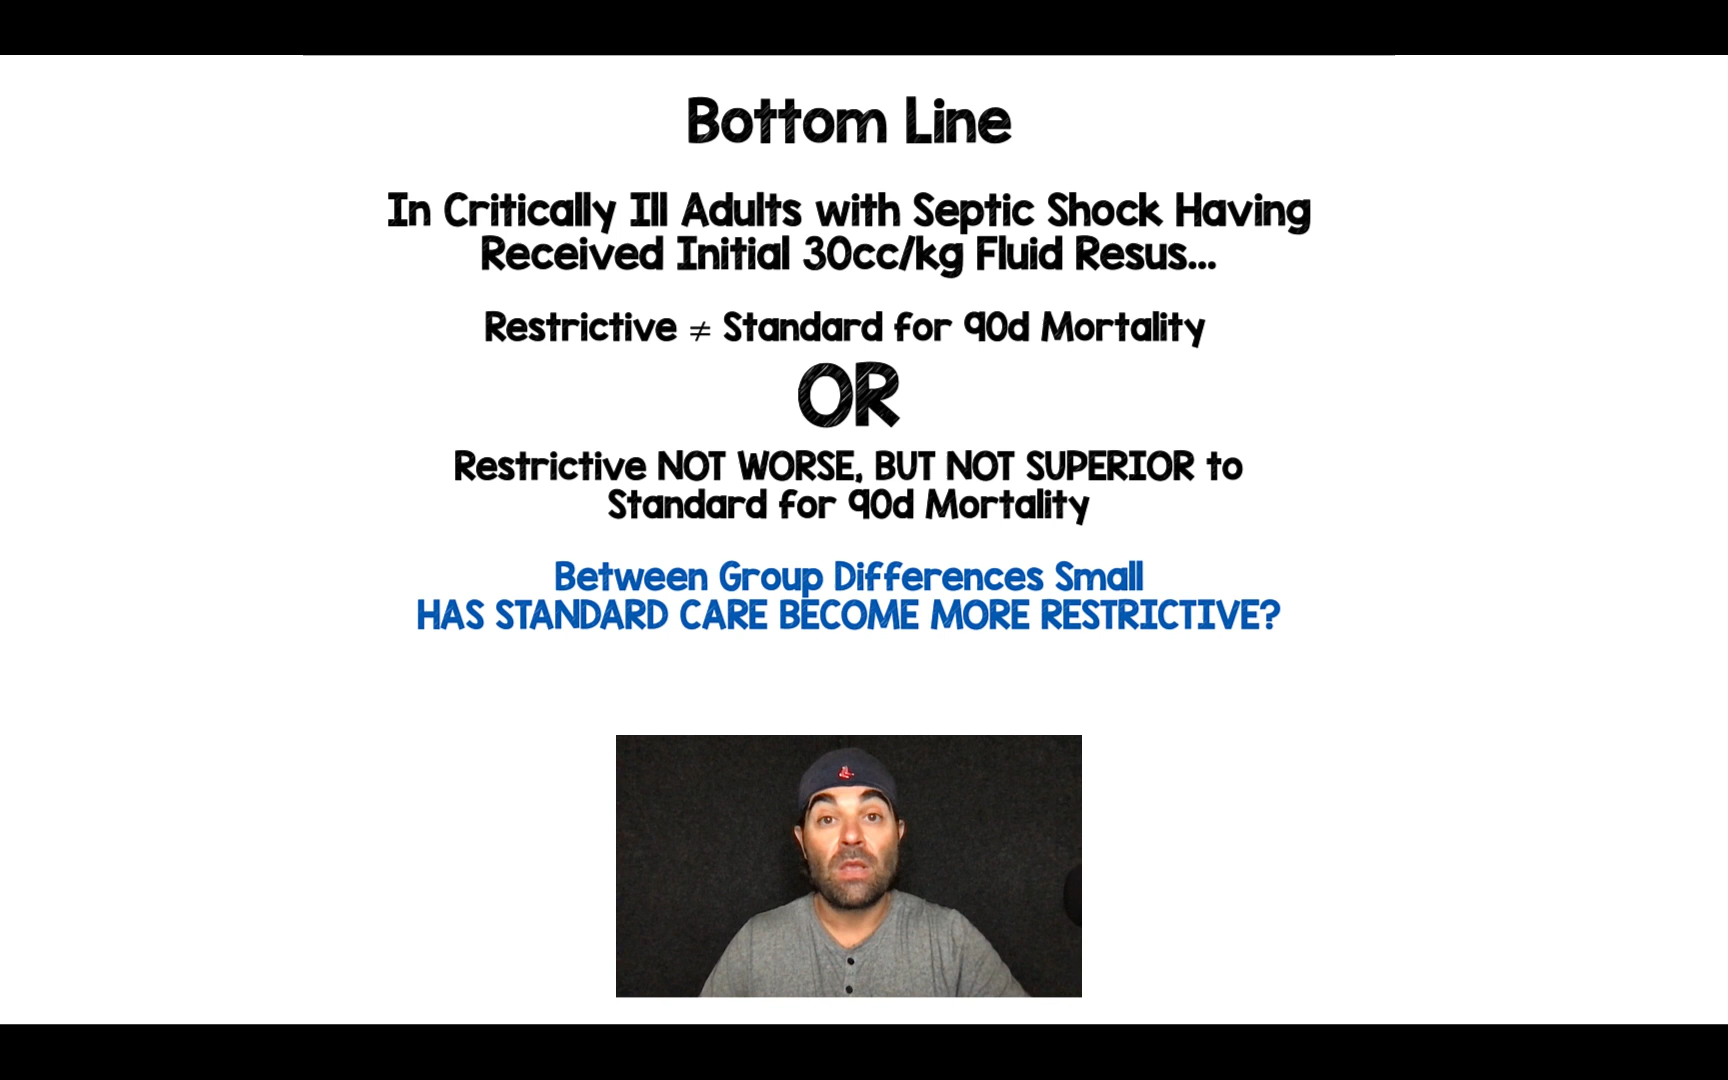 Bottom Line
In Critically Ill Adults with Septic Shock Having
Received Initial 30cc/kg Fluid Resus...
Restrictive ≠ Standard for 90d Mortality
OR
Restrictive NOT WORSE, BUT NOT SUPERIOR to
Standard for 90d Mortality
Between Group Differences Small
HAS STANDARD CARE BECOME MORE RESTRICTIVE?